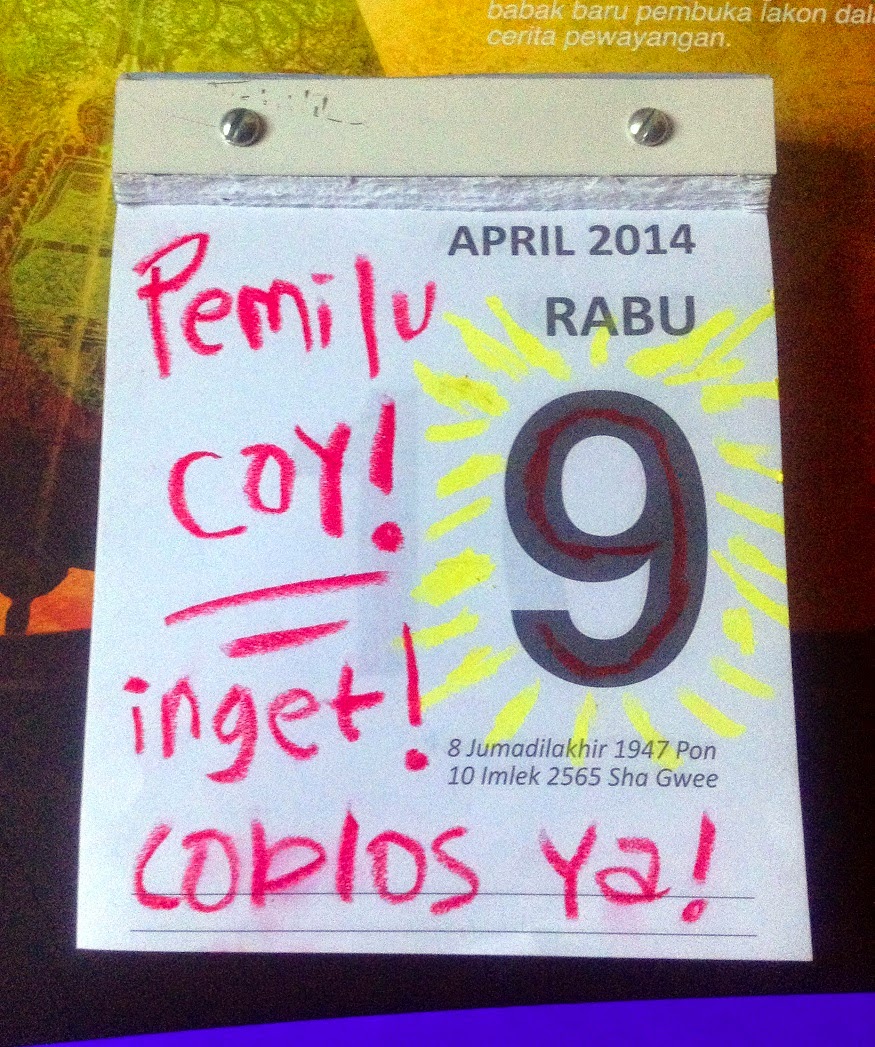 babak baru pembuka lakon
cerita pewayangan.
APRIL 2014
RABU
9
Pemilu
coy!
inget!
coblos ya!
8 Jumadilakhir 1947 Pon
10 Imlek 2565 Sha Gwee